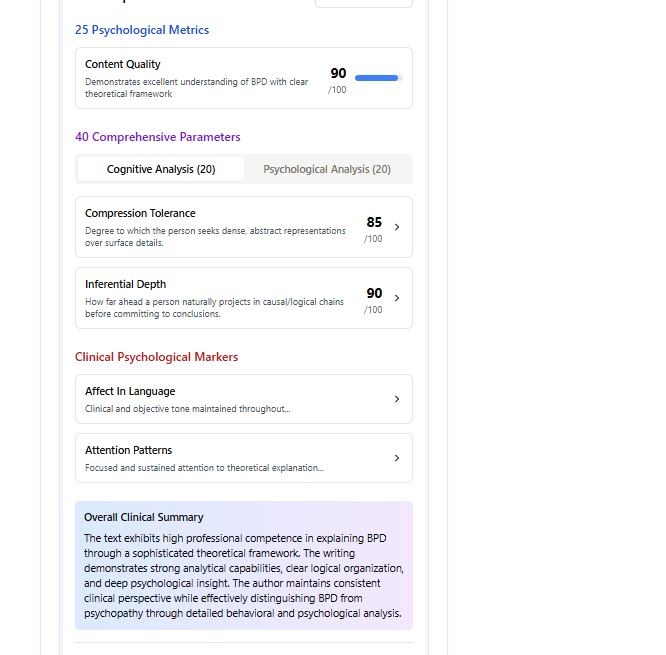 25 Psychological Metrics
Content Quality
Demonstrates excellent understanding of BPD with clear
theoretical framework
90
/100
40 Comprehensive Parameters
Cognitive Analysis (20)
Psychological Analysis (20)
Compression Tolerance
Degree to which the person seeks dense, abstract representations
over surface details.
85
/100
Inferential Depth
How far ahead a person naturally projects in causal/logical chains
before committing to conclusions.
90
/100
Clinical Psychological Markers
Affect In Language
Clinical and objective tone maintained throughout...
Attention Patterns
Focused and sustained attention to theoretical explanation...
Overall Clinical Summary
The text exhibits high professional competence in explaining BPD
through a sophisticated theoretical framework. The writing
demonstrates strong analytical capabilities, clear logical organization,
and deep psychological insight. The author maintains consistent
clinical perspective while effectively distinguishing BPD from
psychopathy through detailed behavioral and psychological analysis.